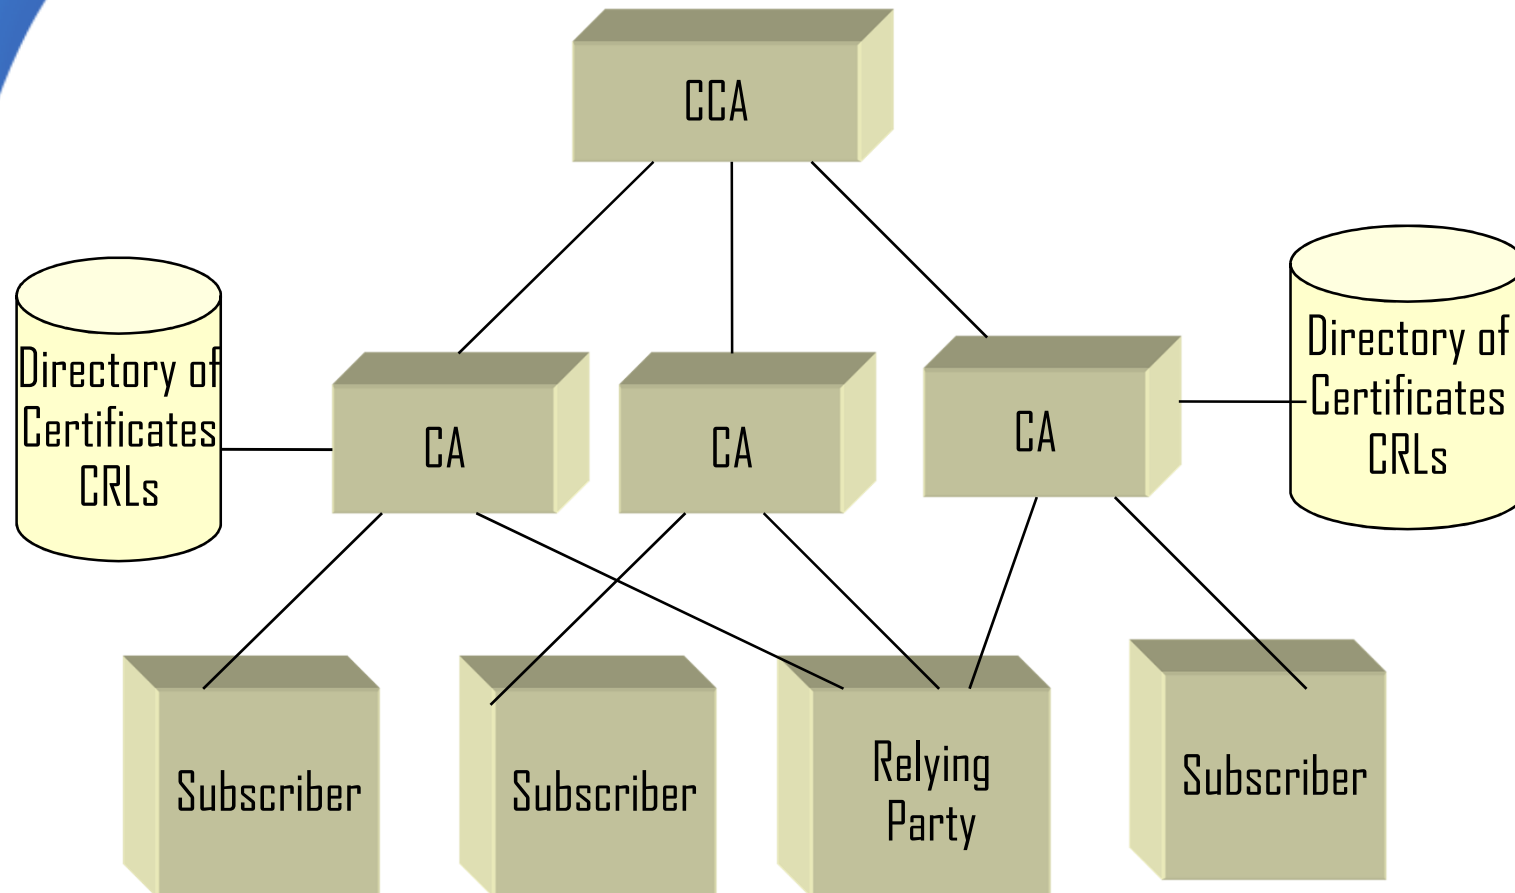 CCA
Directory of
Certificates
CRLs
CA
CA
CA
Directory of
Certificates
CRLs
Subscriber
Subscriber
Relying
Party
Subscriber